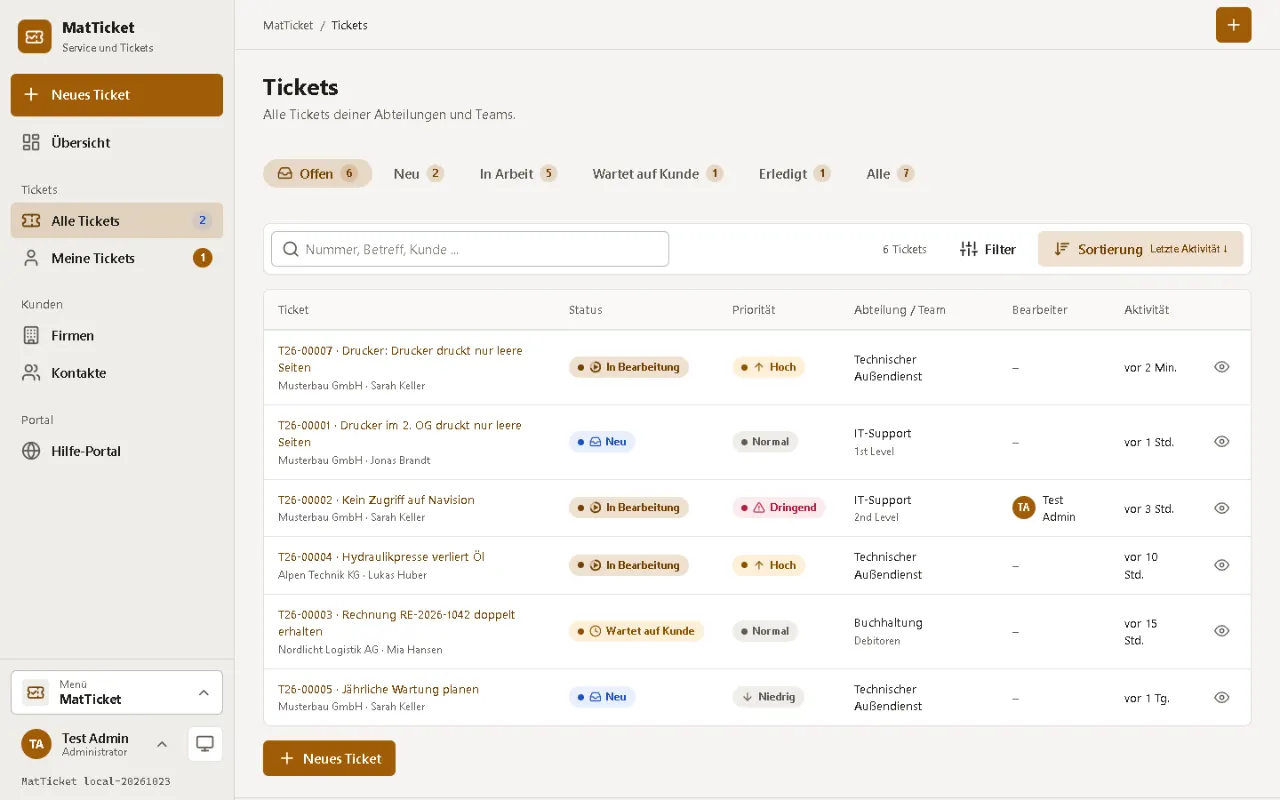 MatTicket
Service und Tickets
Neues Ticket
Übersicht
Tickets
Alle Tickets 2
Meine Tickets 1
Kunden
Firmen
Kontakte
Portal
Hilfe-Portal
Menü
MatTicket
TA Test Admin
Administrator
MatTicket local-20261023
MatTicket / Tickets
Tickets
Alle Tickets deiner Abteilungen und Teams.
Offen 6 Neu 2 In Arbeit 5 Wartet auf Kunde 1 Erledigt 1 Alle 7
Nummer, Betreff, Kunde ... 6 Tickets Filter Sortierung Letzte Aktivität ↓
Ticket Status Priorität Abteilung / Team Bearbeiter Aktivität
T26-00007 · Drucker: Drucker druckt nur leere
Seiten
Musterbau GmbH · Sarah Keller
In Bearbeitung
Hoch
Technischer
Außendienst
–
vor 2 Min.
T26-00001 · Drucker im 2. OG druckt nur leere
Seiten
Musterbau GmbH · Jonas Brandt
Neu
Normal
IT-Support
1st Level
–
vor 1 Std.
T26-00002 · Kein Zugriff auf Navision
Musterbau GmbH · Sarah Keller
In Bearbeitung
Dringend
IT-Support
2nd Level
TA Test
Admin
vor 3 Std.
T26-00004 · Hydraulikpresse verliert Öl
Alpen Technik KG · Lukas Huber
In Bearbeitung
Hoch
Technischer
Außendienst
–
vor 10
Std.
T26-00003 · Rechnung RE-2026-1042 doppelt
erhalten
Nordlicht Logistik AG · Mia Hansen
Wartet auf Kunde
Normal
Buchhaltung
Debitoren
–
vor 15
Std.
T26-00005 · Jährliche Wartung planen
Musterbau GmbH · Sarah Keller
Neu
Niedrig
Technischer
Außendienst
–
vor 1 Tg.
Neues Ticket